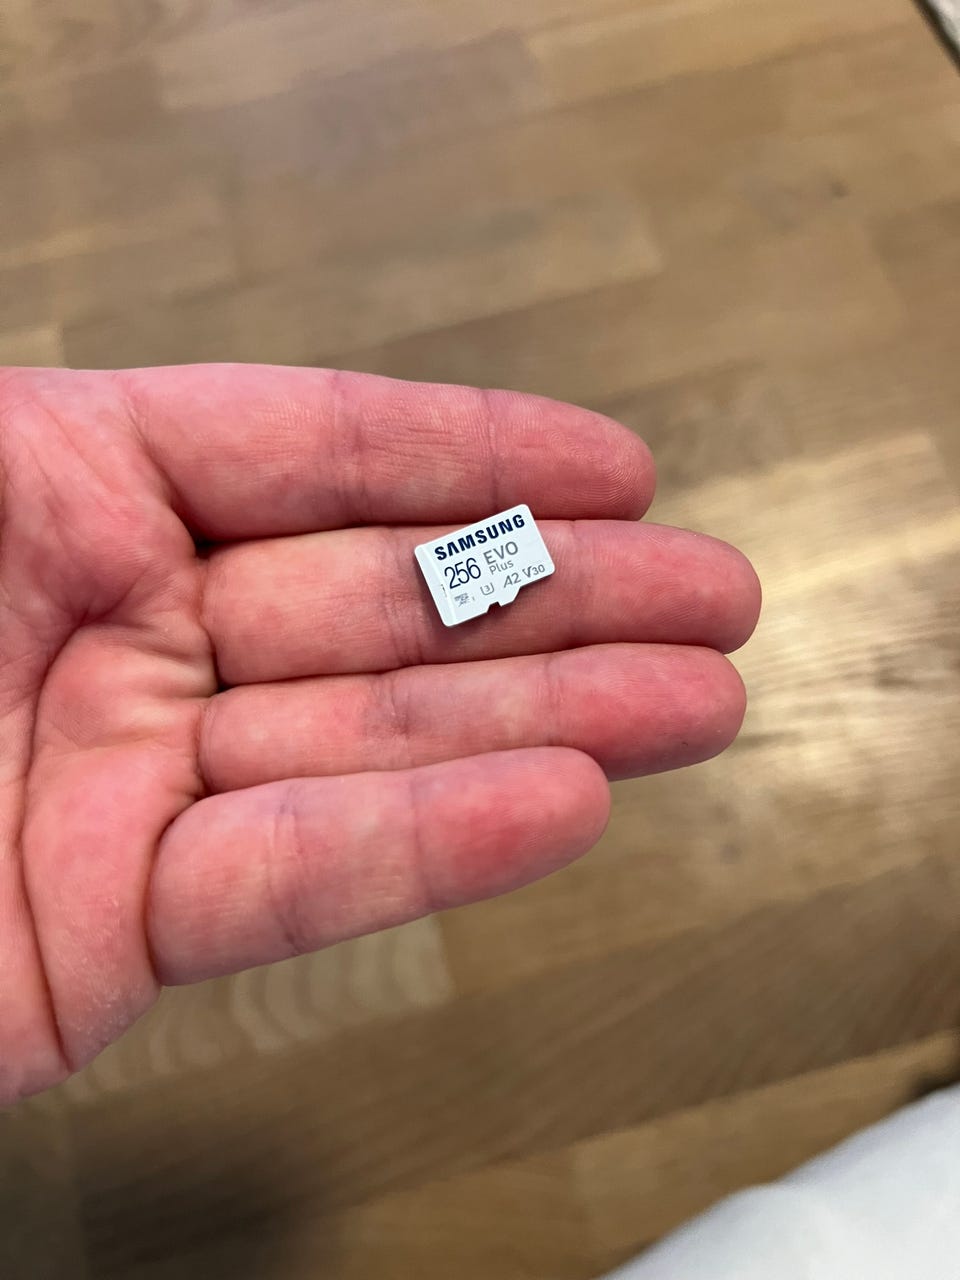 SAMSUNG
256 EVO
Plus
U3 A2 V30